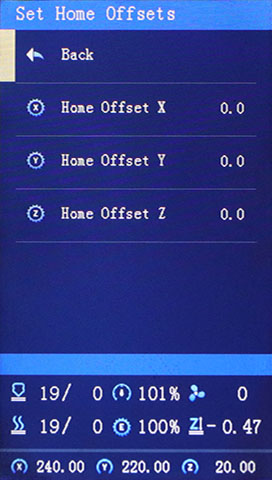 Set Home Offsets
Back
X Home Offset X 0.0
Y Home Offset Y 0.0
Z Home Offset Z 0.0
19/ 0 101% 0
19/ 0 E 100% Z - 0.47
X 240.00 Y 220.00 Z 20.00